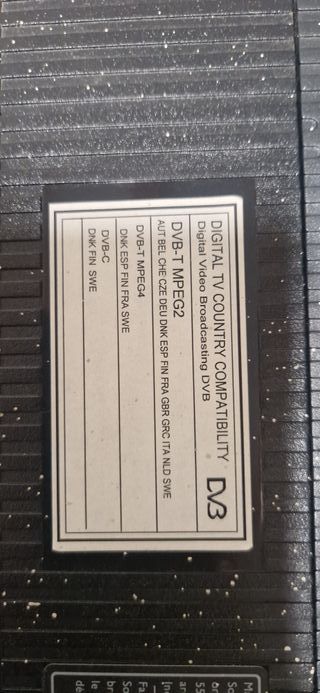 DIGITAL TV COUNTRY COMPATIBILITY
Digital Video Broadcasting DVB
DVB
DVB-T MPEG2
AUT BEL CHE CZE DEU DNK ESP FIN FRA GBR GRC ITA NLD SWE
DVB-T MPEG4
DNK ESP FIN FRA SWE
DVB-C
DNK FIN SWE